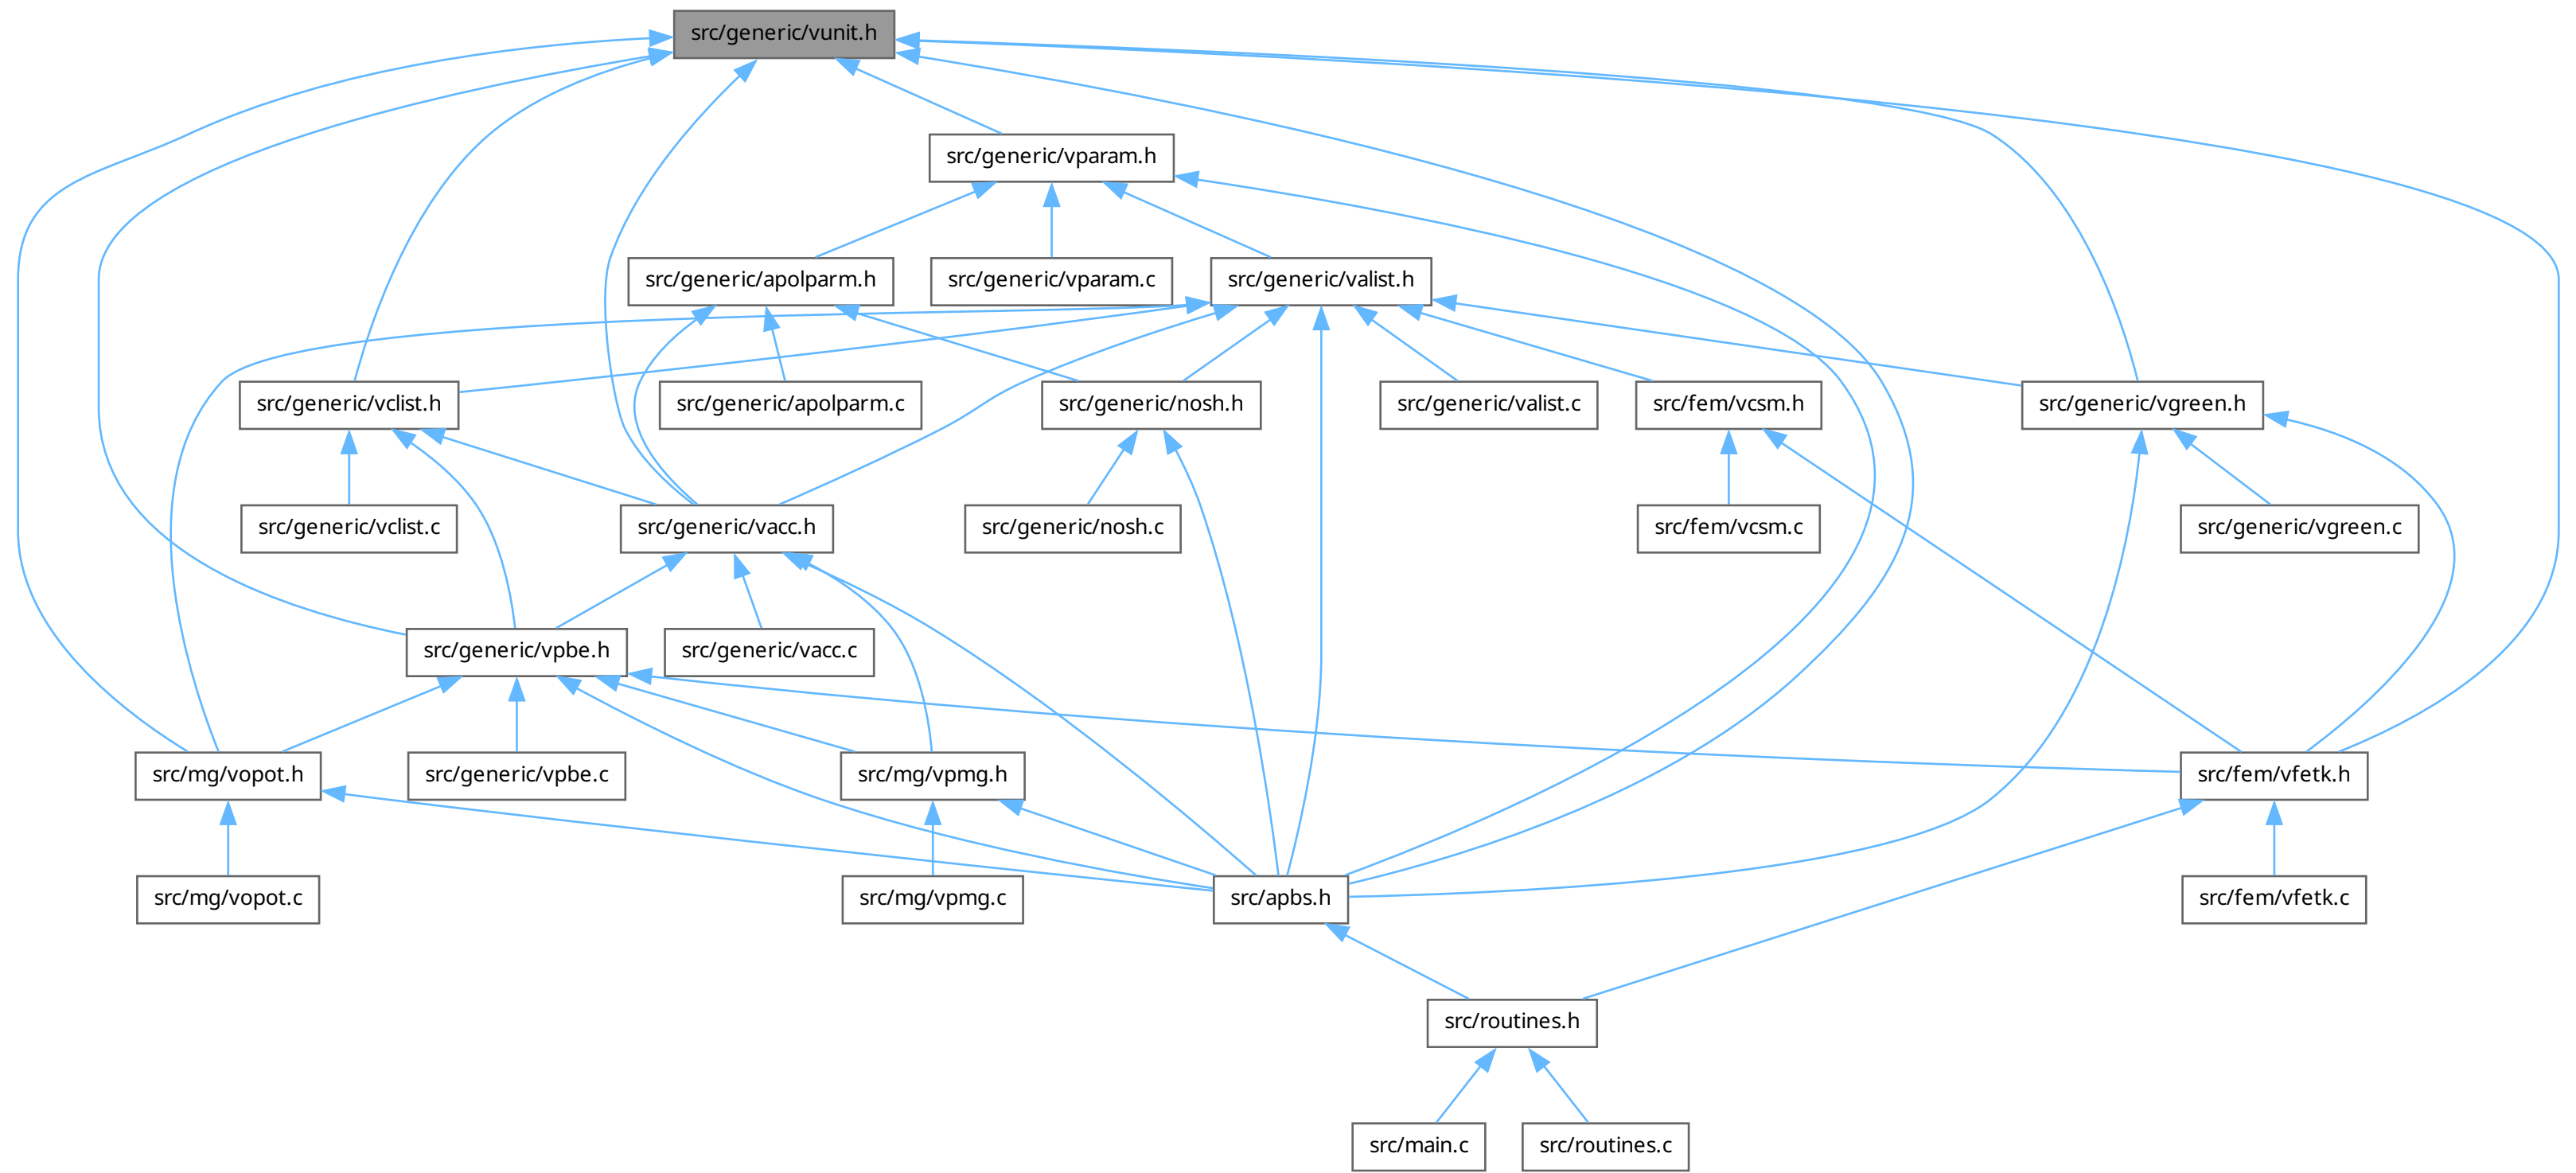 src/generic/vunit.h
src/generic/vparam.h
src/generic/apolparm.h
src/generic/vparam.c
src/generic/valist.h
src/generic/vclist.h
src/generic/apolparm.c
src/generic/nosh.h
src/generic/valist.c
src/fem/vcsm.h
src/generic/vgreen.h
src/generic/vclist.c
src/generic/vacc.h
src/generic/nosh.c
src/fem/vcsm.c
src/generic/vgreen.c
src/generic/vpbe.h
src/generic/vacc.c
src/mg/vopot.h
src/generic/vpbe.c
src/mg/vpmg.h
src/fem/vfetk.h
src/mg/vopot.c
src/mg/vpmg.c
src/apbs.h
src/fem/vfetk.c
src/routines.h
src/main.c
src/routines.c